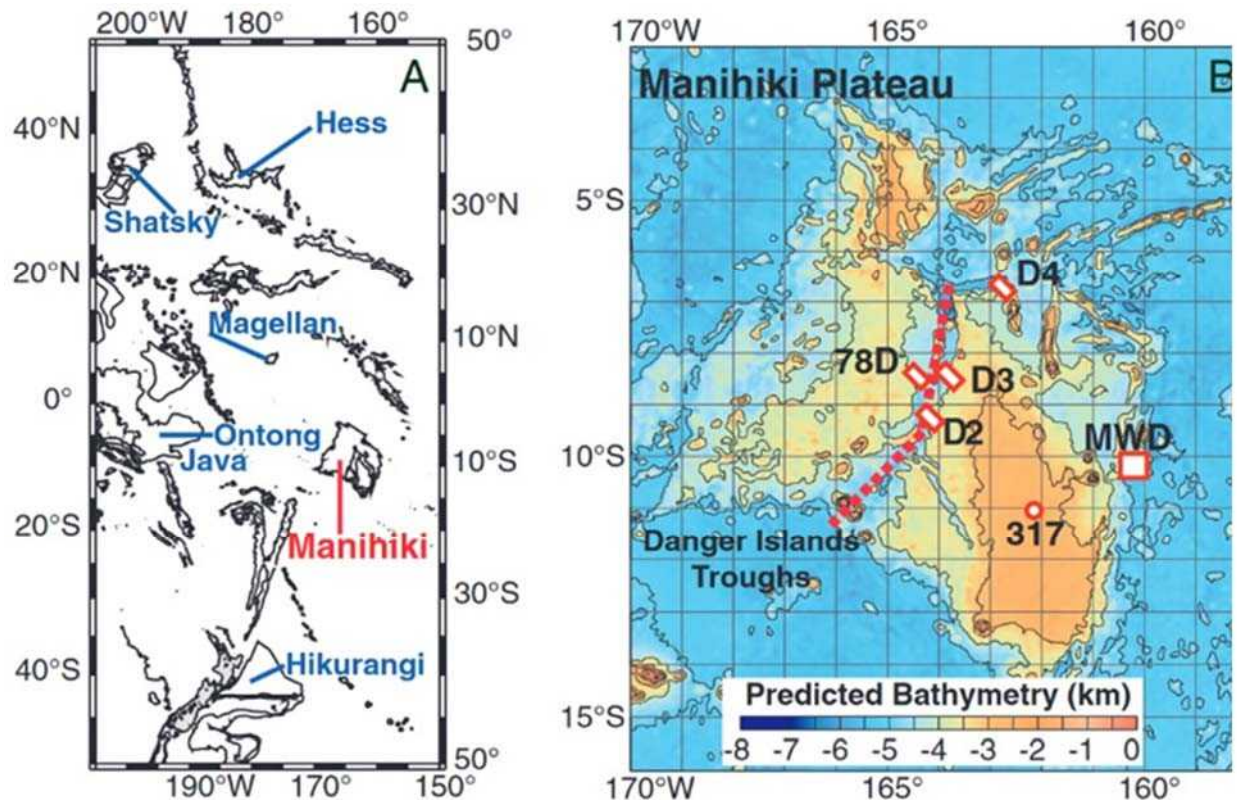 200°W 180° 160°
50°
A
Hess
40°N
Shatsky
30°N
20°N
Magellan
10°N
0°
Ontong
Java
10°S
20°S
Manihiki
30°S
Hikurangi
40°S
50°
190°W 170° 150°
170°W 165° 160°
Manihiki Plateau
B
5°S
D4
78D
D3
D2
MWD
10°S
317
Danger Islands
Troughs
Predicted Bathymetry (km)
-8 -7 -6 -5 -4 -3 -2 -1 0
15°S
170°W 165° 160°